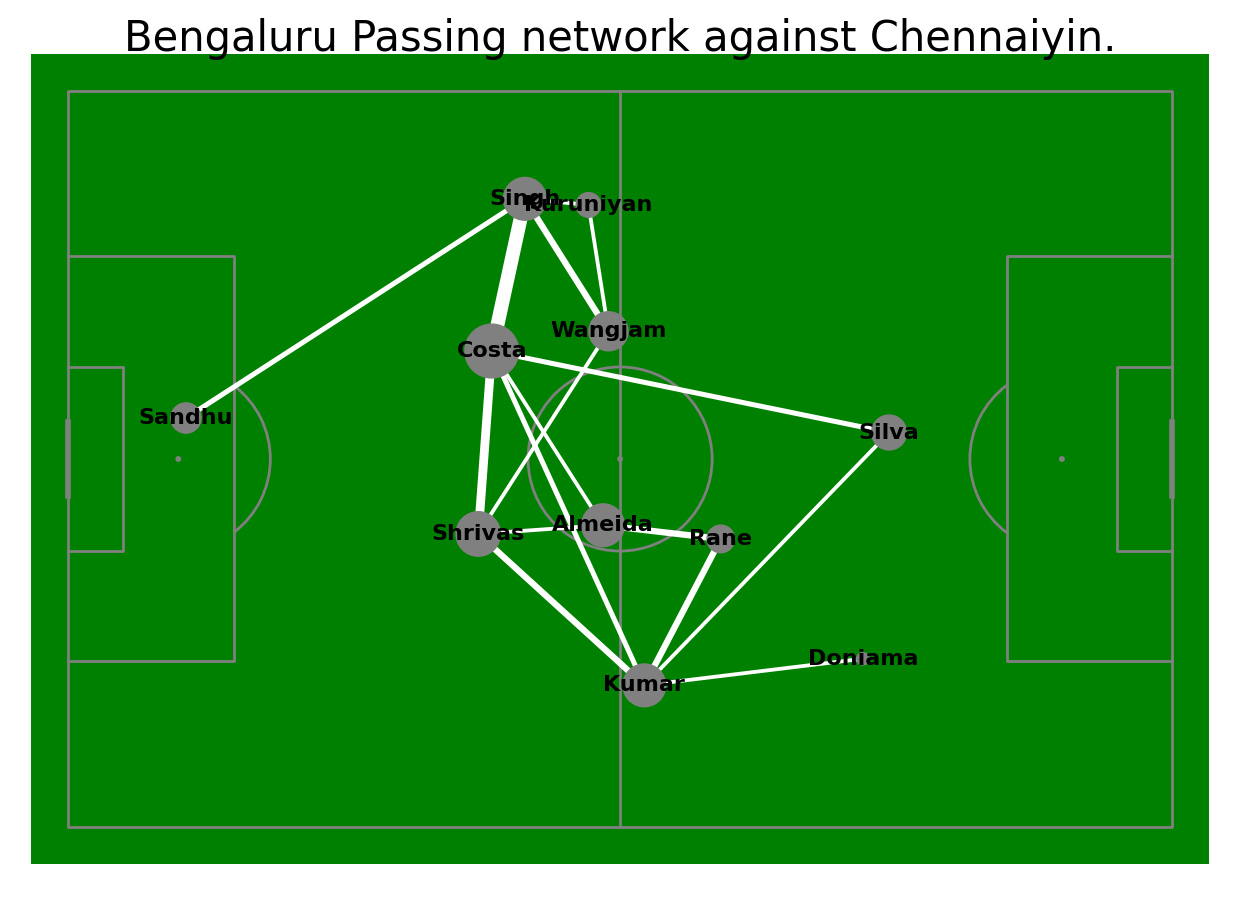 Bengaluru Passing network against Chennaiyin.
Singh
Kuruniyan
Wangjam
Costa
Sandhu
Silva
Almeida
Shrivas
Rane
Doniama
Kumar